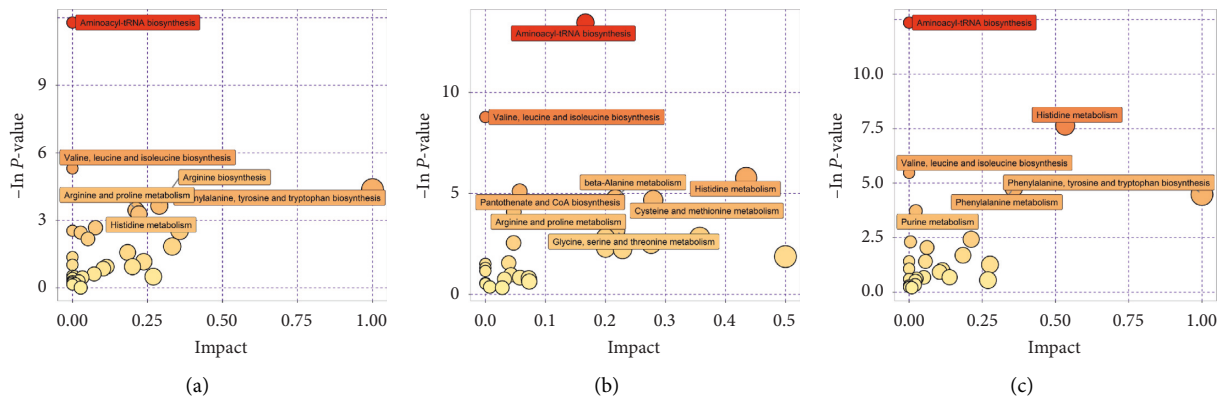 Aminoacyl-tRNA biosynthesis
9
6
3
0
–In P-value
Valine, leucine and isoleucine biosynthesis
Arginine biosynthesis
Arginine and proline metabolism
nylalanine, tyrosine and tryptophan biosynthesis
Histidine metabolism
0.00
0.25
0.50
0.75
1.00
Impact
(a)
Aminoacyl-tRNA biosynthesis
10
5
0
–In P-value
Valine, leucine and isoleucine biosynthesis
beta-Alanine metabolism
Histidine metabolism
Pantothenate and CoA biosynthesis
Cysteine and methionine metabolism
Arginine and proline metabolism
Glycine, serine and threonine metabolism
0.0
0.1
0.2
0.3
0.4
0.5
Impact
(b)
Aminoacyl-tRNA biosynthesis
10.0
7.5
5.0
2.5
0.0
–In P-value
Histidine metabolism
Valine, leucine and isoleucine biosynthesis
Phenylalanine, tyrosine and tryptophan biosynthesis
Phenylalanine metabolism
Purine metabolism
0.00
0.25
0.50
0.75
1.00
Impact
(c)